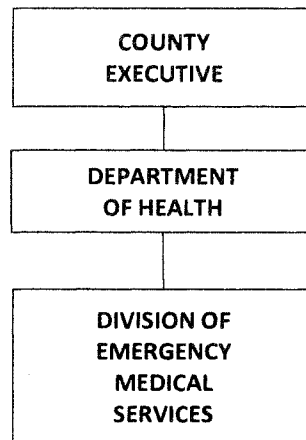 COUNTY
EXECUTIVE
DEPARTMENT
OF HEALTH
DIVISION OF
EMERGENCY
MEDICAL
SERVICES